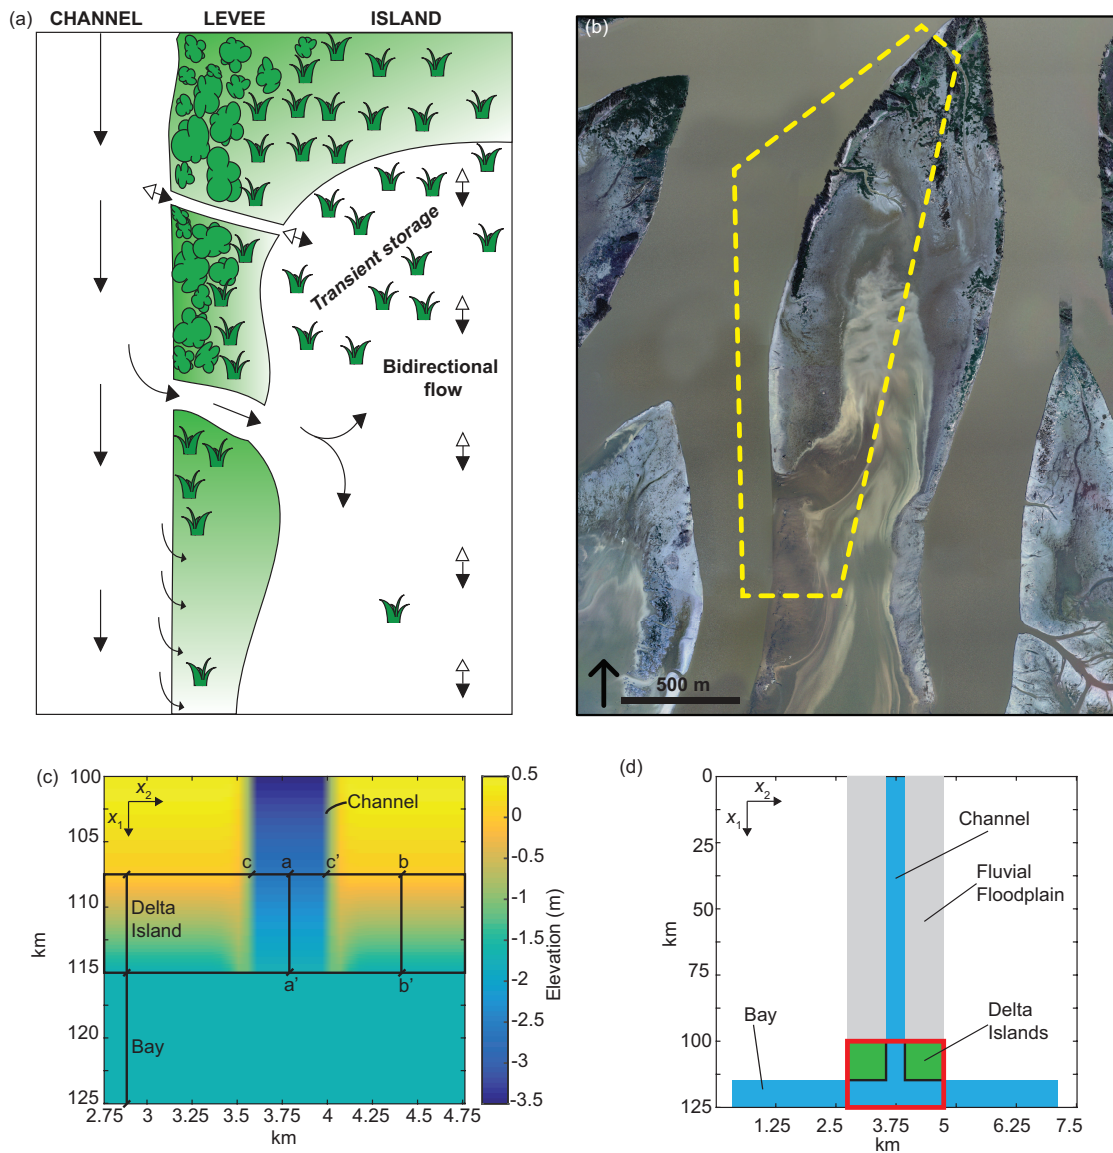 (a)
CHANNEL
LEVEE
ISLAND
Transient storage
Bidirectional
flow
(b)
500 m
(c)
100
105
110
115
120
125
km
x2
x1
Channel
c
a
c’
b
Delta
Island
a’
b’
Bay
2.75
3
3.25
3.5
3.75
4
4.25
4.5
4.75
km
0.5
0
-0.5
-1
-1.5
-2
-2.5
-3
-3.5
Elevation (m)
(d)
0
25
50
75
100
125
km
x2
x1
Channel
Fluvial
Floodplain
Delta
Islands
Bay
1.25
2.5
3.75
5
6.25
7.5
km